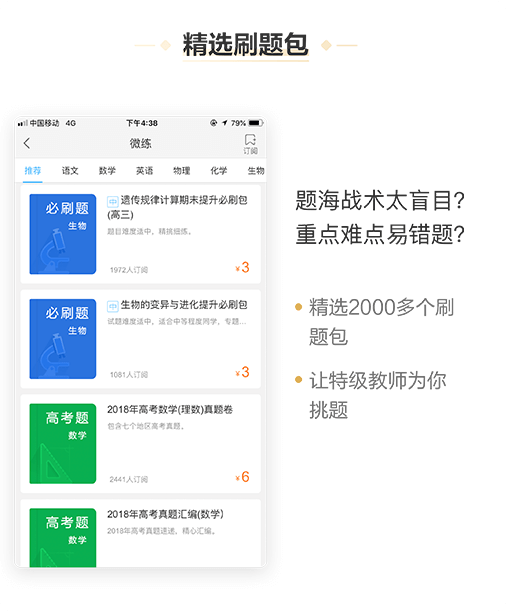 精选刷题包
中国移动 4G 下午4:38 79%
微练
订阅
推荐 语文 数学 英语 物理 化学 生物
必刷题
生物
遗传规律计算期末提升必刷包
(高三)
题目难度适中，精挑细练。
1972人订阅
¥3
必刷题
生物
生物的变异与进化提升必刷包
试题难度适中，适合中等程度同学，专题...
1081人订阅
¥3
高考题
数学
2018年高考数学(理数)真题卷
包含七个地区高考真题。
2441人订阅
¥6
高考题
数学
2018年高考真题汇编(数学)
2018年高考真题速递，精心汇编。
题海战术太盲目?
重点难点易错题?
精选2000多个刷
题包
让特级教师为你
挑题